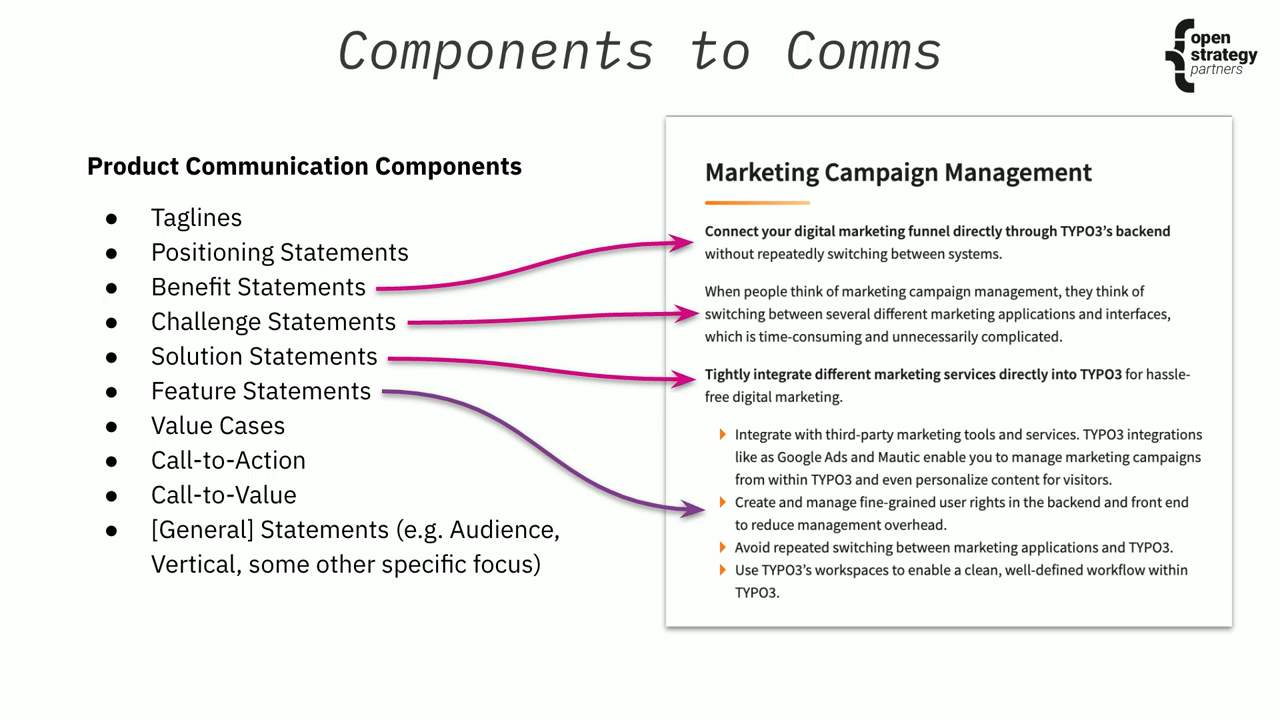 Components to Comms
open
strategy
partners
Product Communication Components
● Taglines
● Positioning Statements
● Benefit Statements
● Challenge Statements
● Solution Statements
● Feature Statements
● Value Cases
● Call-to-Action
● Call-to-Value
● [General] Statements (e.g. Audience,
Vertical, some other specific focus)
Marketing Campaign Management
Connect your digital marketing funnel directly through TYPO3’s backend
without repeatedly switching between systems.
When people think of marketing campaign management, they think of
switching between several different marketing applications and interfaces,
which is time-consuming and unnecessarily complicated.
Tightly integrate different marketing services directly into TYPO3 for hassle-
free digital marketing.
Integrate with third-party marketing tools and services. TYPO3 integrations
like as Google Ads and Mautic enable you to manage marketing campaigns
from within TYPO3 and even personalize content for visitors.
Create and manage fine-grained user rights in the backend and front end
to reduce management overhead.
Avoid repeated switching between marketing applications and TYPO3.
Use TYPO3’s workspaces to enable a clean, well-defined workflow within
TYPO3.